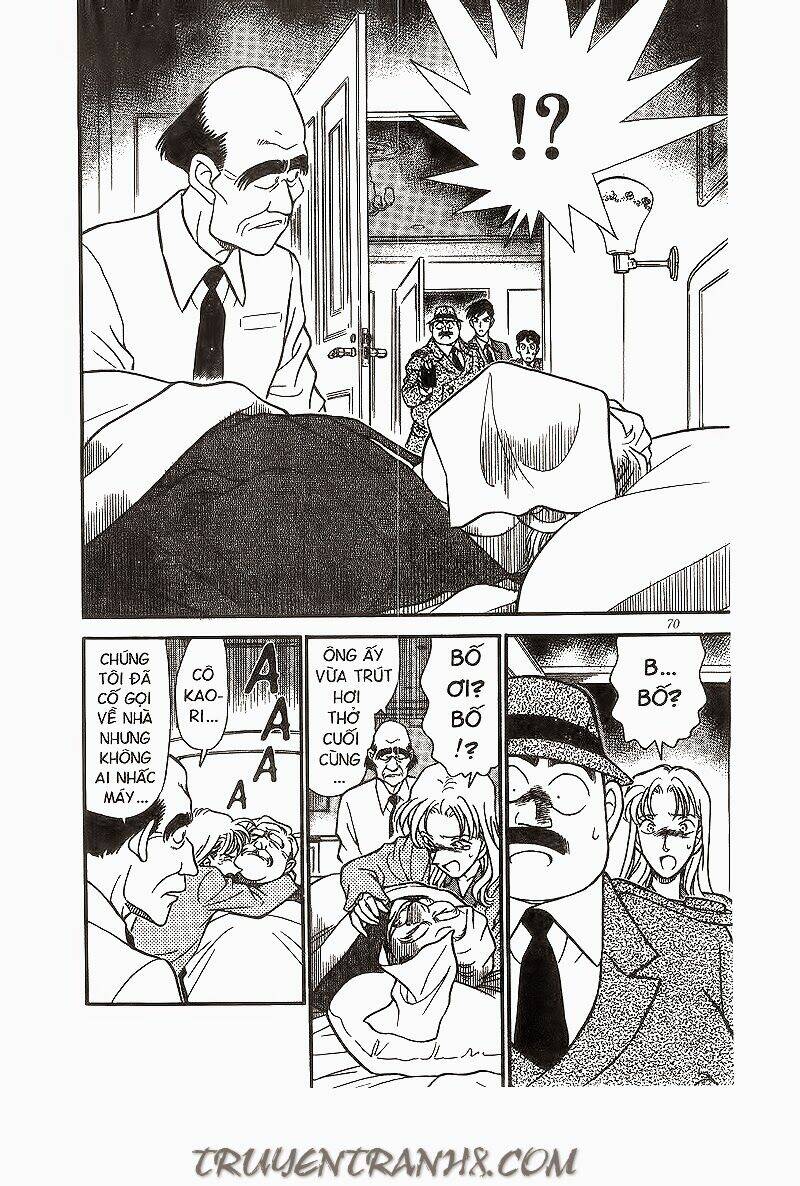 !?
70
B...
BỐ?
BỐ
ƠI?
BỐ
!?
ÔNG ẤY
VỪA TRÚT
HƠI
THỞ
CUỐI
CÙNG
...
AAAA
CÔ
KAO-
RI...
CHÚNG
TÔI ĐÃ
CỐ GỌI
VỀ NHÀ
NHƯNG
KHÔNG
AI NHẤC
MÁY...
TRUYENTRANH8.COM